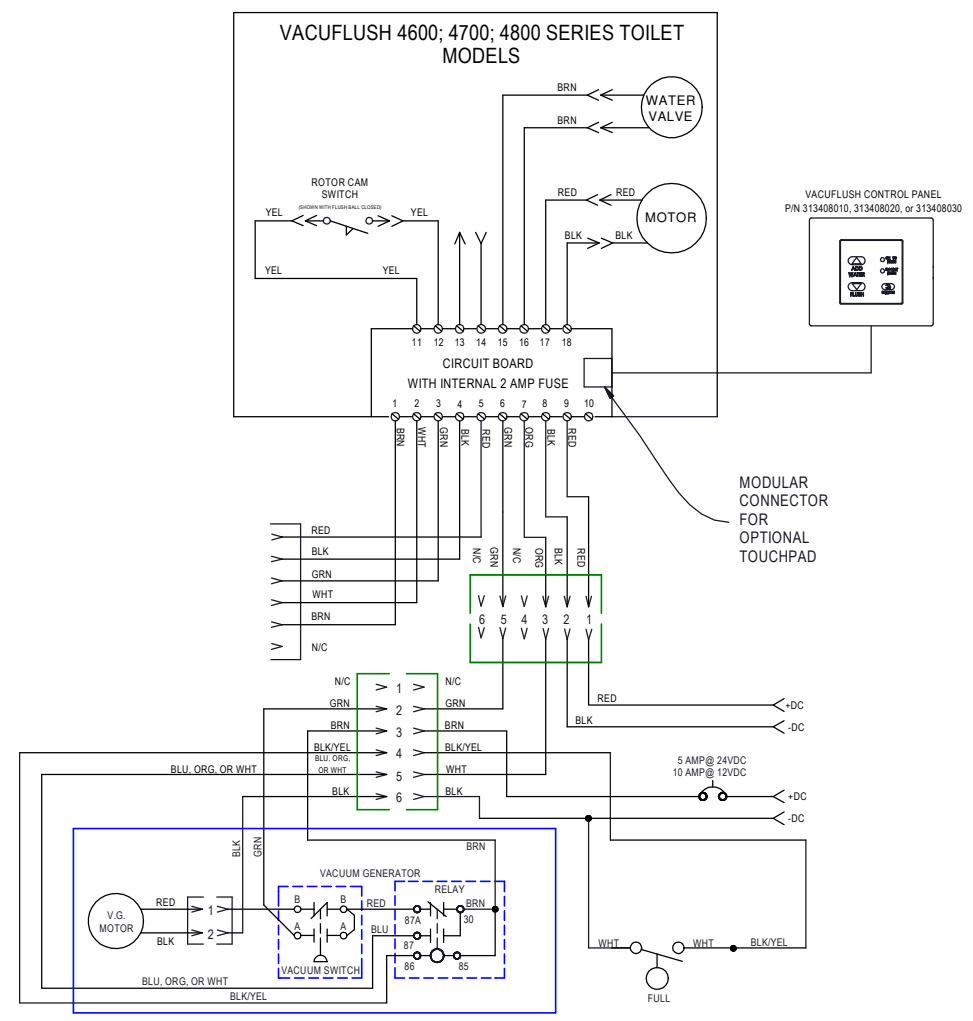 VACUFLUSH 4600; 4700; 4800 SERIES TOILET
MODELS
BRN
WATER
VALVE
BRN
ROTOR CAM
SWITCH
(SHOWN WITH FLUSH BALL CLOSED)
YEL
YEL
RED
RED
MOTOR
BLK
BLK
YEL
YEL
VACUFLUSH CONTROL PANEL
P/N 313408010, 313408020, or 313408030
ADD
WATER
FLUSH
11 12 13 14 15 16 17 18
CIRCUIT BOARD
WITH INTERNAL 2 AMP FUSE
1 2 3 4 5 6 7 8 9 10
BRN WHT GRN BLK RED GRN ORG BLK RED
MODULAR
CONNECTOR
FOR
OPTIONAL
TOUCHPAD
RED
BLK
GRN
WHT
BRN
N/C
N/C GRN N/C ORG BLK RED
6 5 4 3 2 1
N/C 1 N/C
GRN 2 GRN
BRN 3 BRN
BLK/YEL 4 BLK/YEL
BLU, ORG,
OR WHT
BLU, ORG, OR WHT 5 WHT
BLK 6 BLK
RED +DC
BLK -DC
5 AMP@ 24VDC
10 AMP@ 12VDC
+DC
-DC
BLK
GRN
BRN
VACUUM GENERATOR
V.G.
MOTOR
RED 1
BLK 2
B B
A A
VACUUM SWITCH
RED
BLU
RELAY
87A
BRN
30
87
86
85
BLU, ORG, OR WHT
BLK/YEL
WHT
WHT
BLK/YEL
FULL